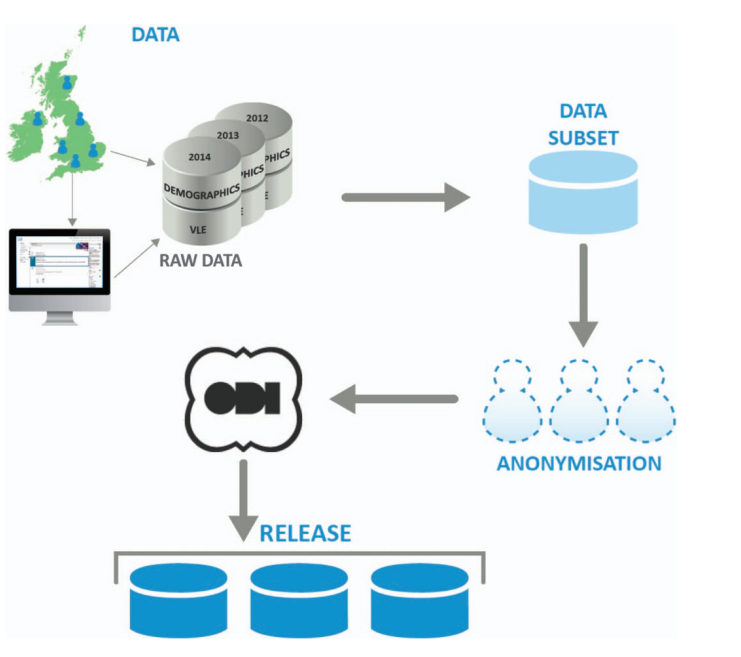 DATA
2012
2013
2014
PHICS
PHICS
DEMOGRAPHICS
E
E
VLE
RAW DATA
DATA
SUBSET
ANONYMISATION
ODI
RELEASE